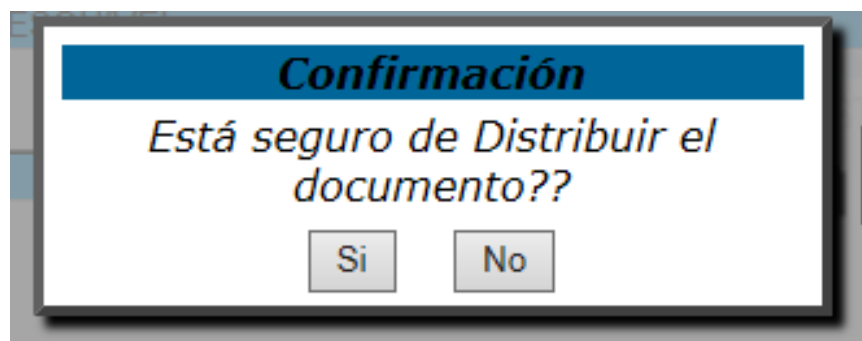 Confirmación
Está seguro de Distribuir el
documento??
Si
No